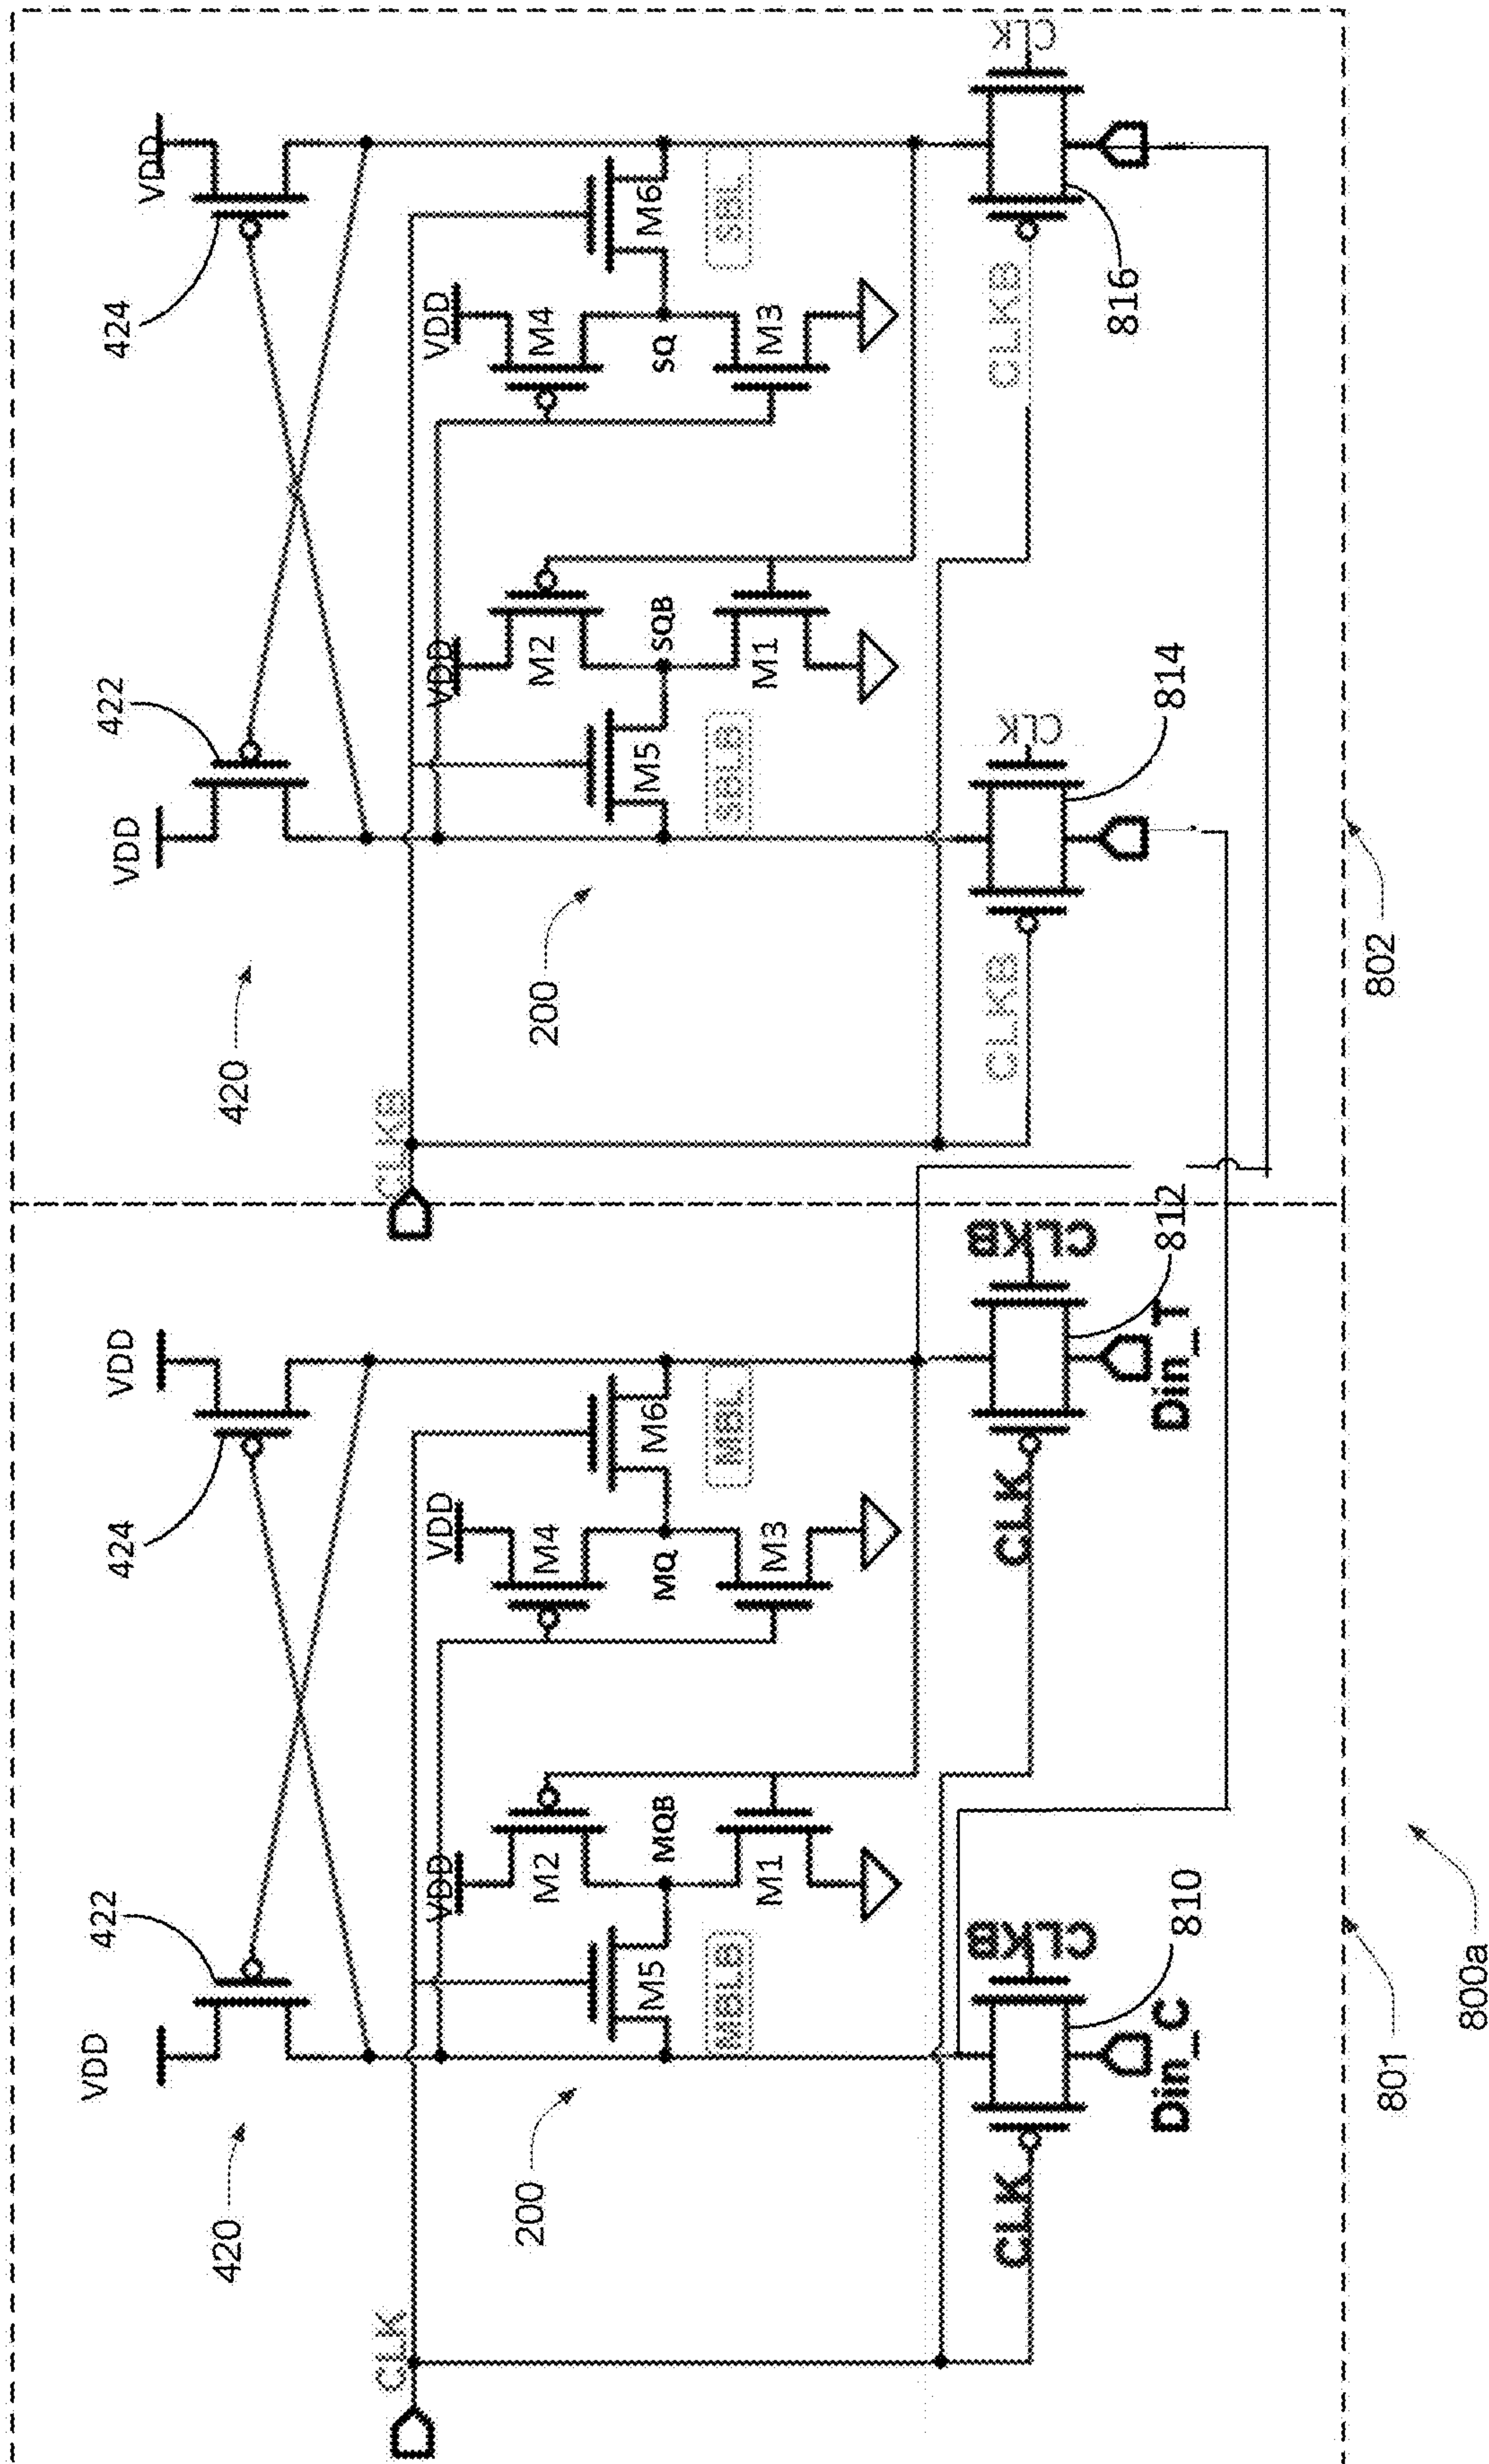 VDD
422
424
VDD
420
CLK
VDD
M2
MQB
M1
M5
MBLB
200
VDD
M4
MQ
M3
M6
MBL
CLK
CLKB
810
Din_C
CLK
CLKB
812
Din_T
801
800a
VDD
422
424
VDD
420
CLKB
VDD
M2
SQB
M1
M5
SBLB
200
VDD
M4
SQ
M3
M6
SBL
CLKB
CLK
814
CLKB
CLK
816
802